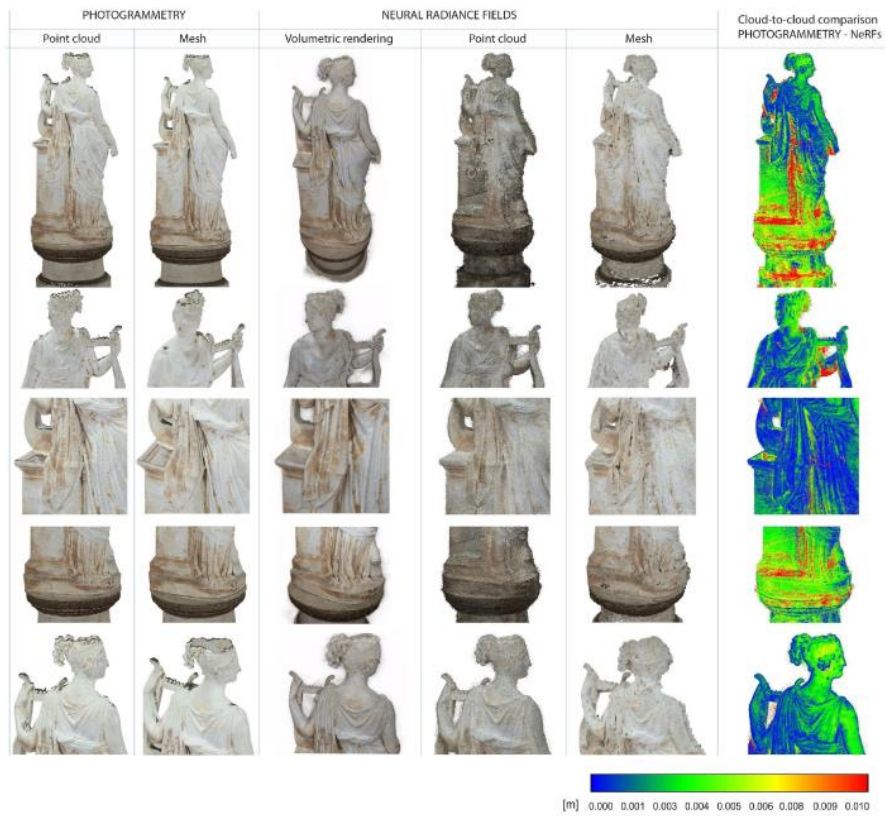 PHOTOGRAMMETRY
NEURAL RADIANCE FIELDS
Cloud-to-cloud comparison
PHOTOGRAMMETRY - NeRFs
Point cloud
Mesh
Volumetric rendering
Point cloud
Mesh
[m] 0.000 0.001 0.003 0.004 0.005 0.006 0.008 0.009 0.010